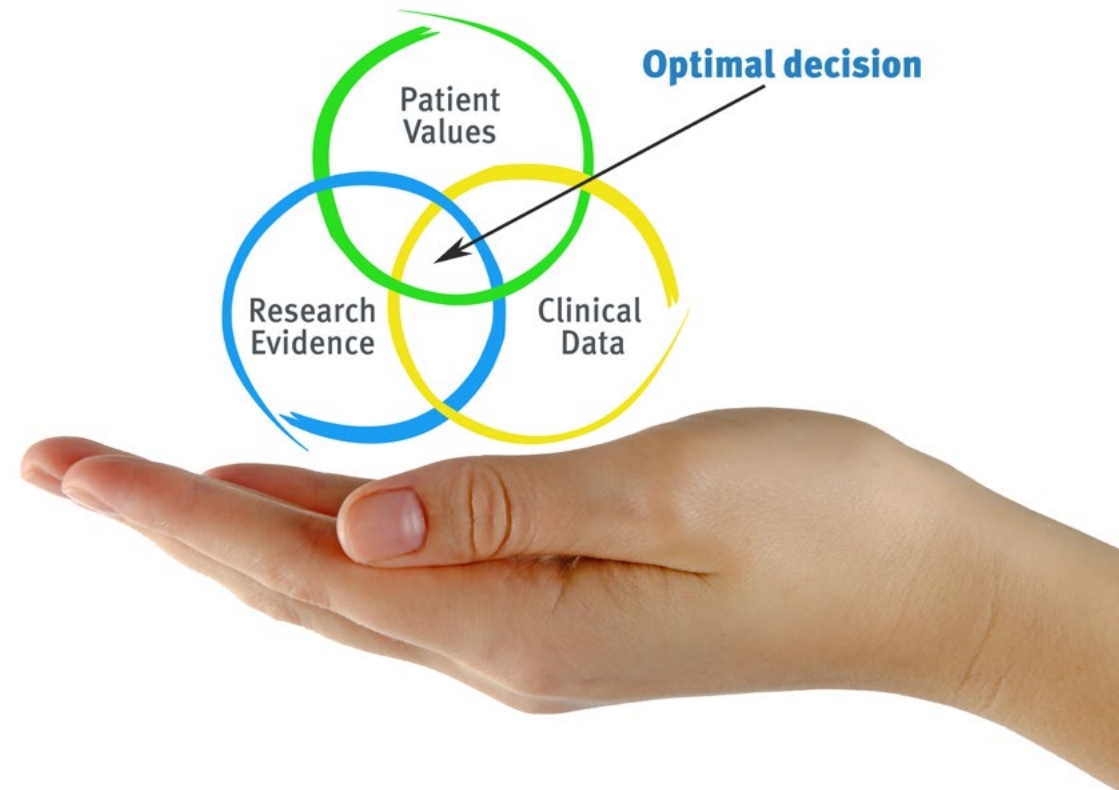 Optimal decision
Patient
Values
Research
Evidence
Clinical
Data